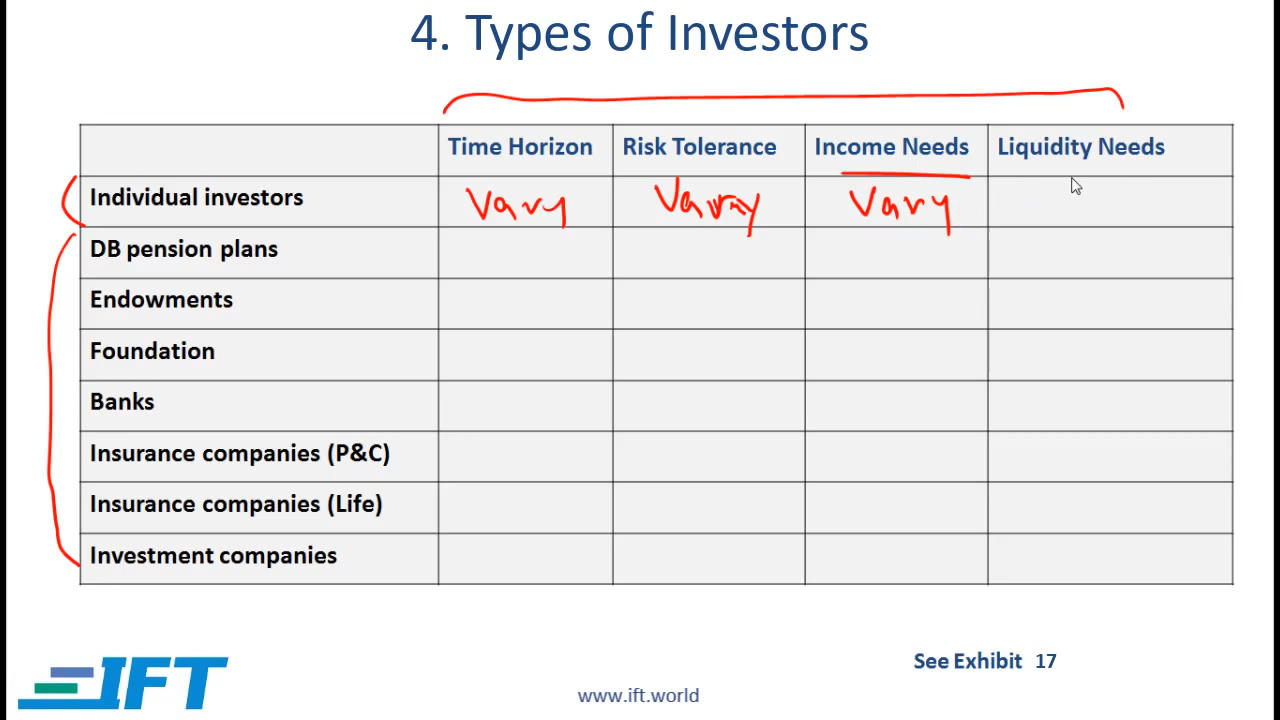 4. Types of Investors
Time Horizon Risk Tolerance Income Needs Liquidity Needs
Individual investors Vary Vary Vary
DB pension plans
Endowments
Foundation
Banks
Insurance companies (P&C)
Insurance companies (Life)
Investment companies
IFT
www.ift.world
See Exhibit 17